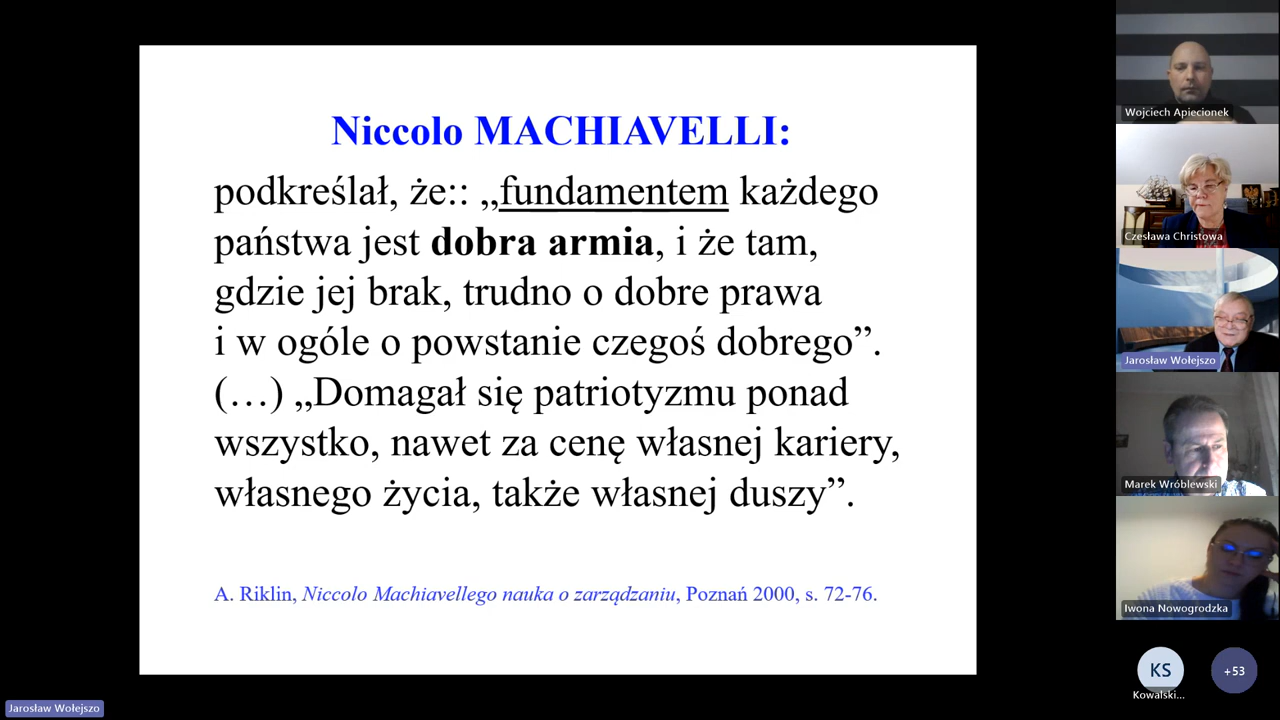 Niccolo MACHIAVELLI:
podkreślał, że:: „fundamentem każdego
państwa jest dobra armia, i że tam,
gdzie jej brak, trudno o dobre prawa
i w ogóle o powstanie czegoś dobrego”.
(…) „Domagał się patriotyzmu ponad
wszystko, nawet za cenę własnej kariery,
własnego życia, także własnej duszy”.
A. Riklin, Niccolo Machiavellego nauka o zarządzaniu, Poznań 2000, s. 72-76.
Wojciech Apiecionek
Czesława Christowa
Jarosław Wołejszo
Marek Wróblewski
Iwona Nowogrodzka
KS
+53
Kowalski...
Jarosław Wołejszo